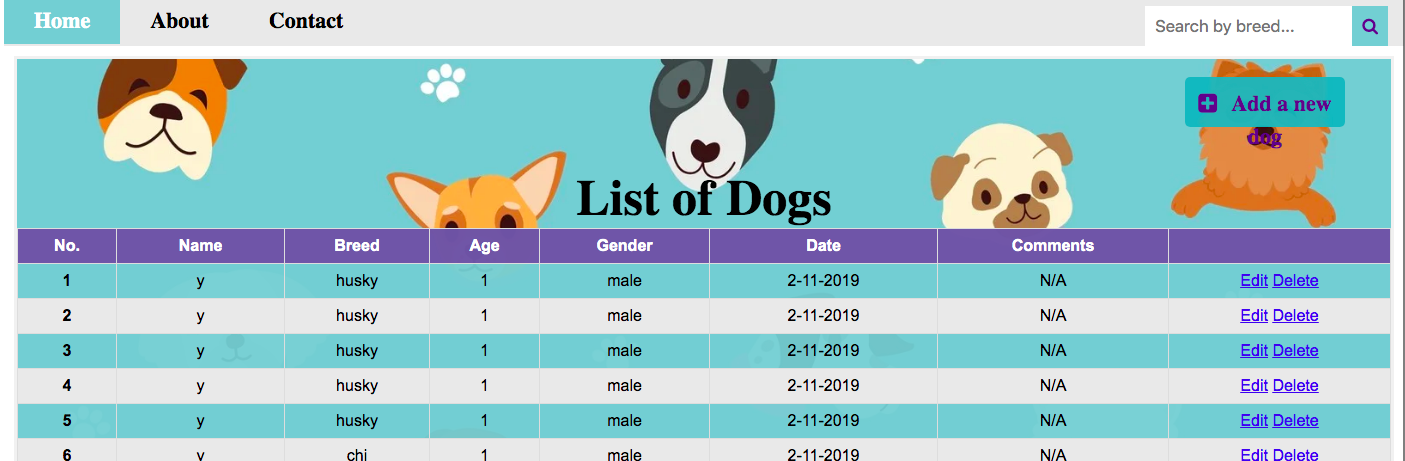 Home About Contact Search by breed...
Add a new
dog
List of Dogs
No. Name Breed Age Gender Date Comments
1 y husky 1 male 2-11-2019 N/A Edit Delete
2 y husky 1 male 2-11-2019 N/A Edit Delete
3 y husky 1 male 2-11-2019 N/A Edit Delete
4 y husky 1 male 2-11-2019 N/A Edit Delete
5 y husky 1 male 2-11-2019 N/A Edit Delete
6 y chi 1 male 2-11-2019 N/A Edit Delete